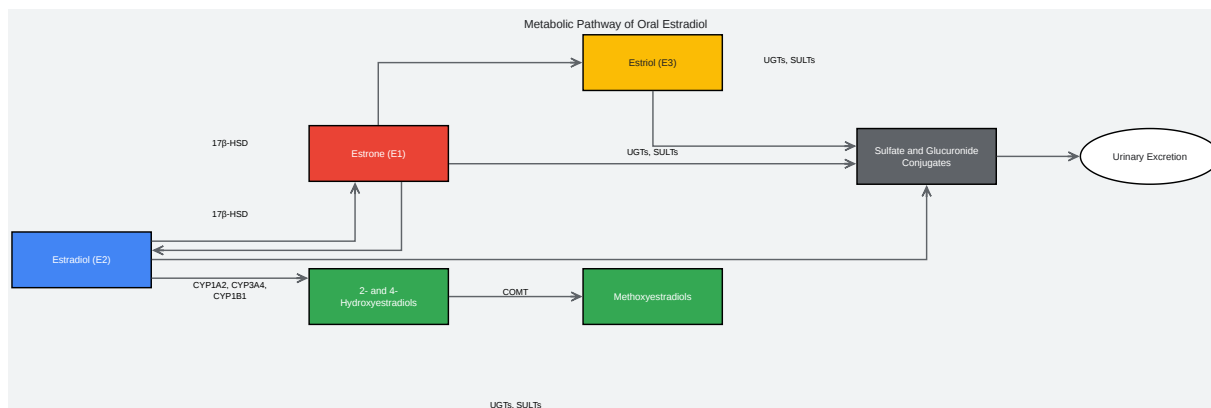 Metabolic Pathway of Oral Estradiol
Estriol (E3)
UGTs, SULTs
17β-HSD
Estrone (E1)
UGTs, SULTs
Sulfate and Glucuronide
Conjugates
Urinary Excretion
17β-HSD
Estradiol (E2)
CYP1A2, CYP3A4,
CYP1B1
2- and 4-
Hydroxyestradiols
COMT
Methoxyestradiols
UGTs, SULTs